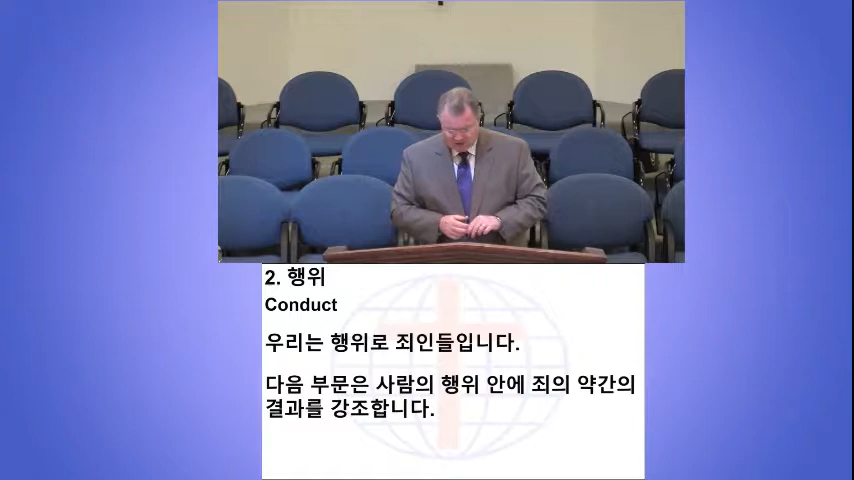 2. 행위
Conduct
우리는 행위로 죄인들입니다.
다음 부문은 사람의 행위 안에 죄의 약간의
결과를 강조합니다.